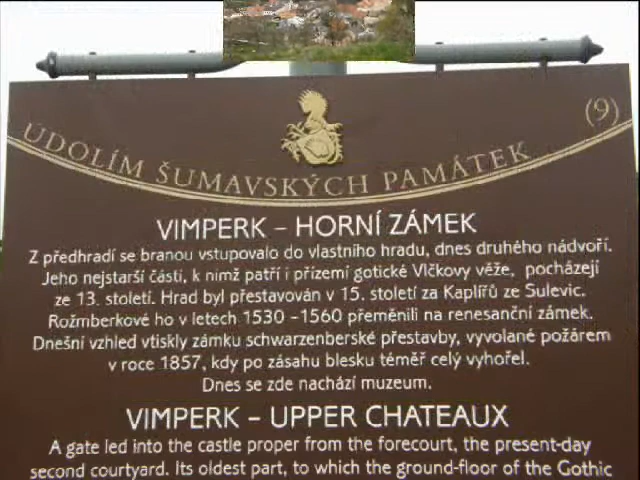 UDOLÍM ŠUMAVSKÝCH PAMÁTEK
(9)
VIMPERK – HORNÍ ZÁMEK
Z předhradí se branou vstupovalo do vlastního hradu, dnes druhého nádvoří.
Jeho nejstarší části, k nimž patří i přízemí gotické Vlčkovy věže, pocházejí
ze 13. století. Hrad byl přestavován v 15. století za Kaplířů ze Sulevic.
Rožmberkové ho v letech 1530 -1560 přeměnili na renesanční zámek.
Dnešní vzhled vtiskly zámku schwarzenberské přestavby, vyvolané požárem
v roce 1857, kdy po zásahu blesku téměř celý vyhořel.
Dnes se zde nachází muzeum.
VIMPERK – UPPER CHATEAUX
A gate led into the castle proper from the forecourt, the present-day
second courtyard. Its oldest part, to which the ground-floor of the Gothic